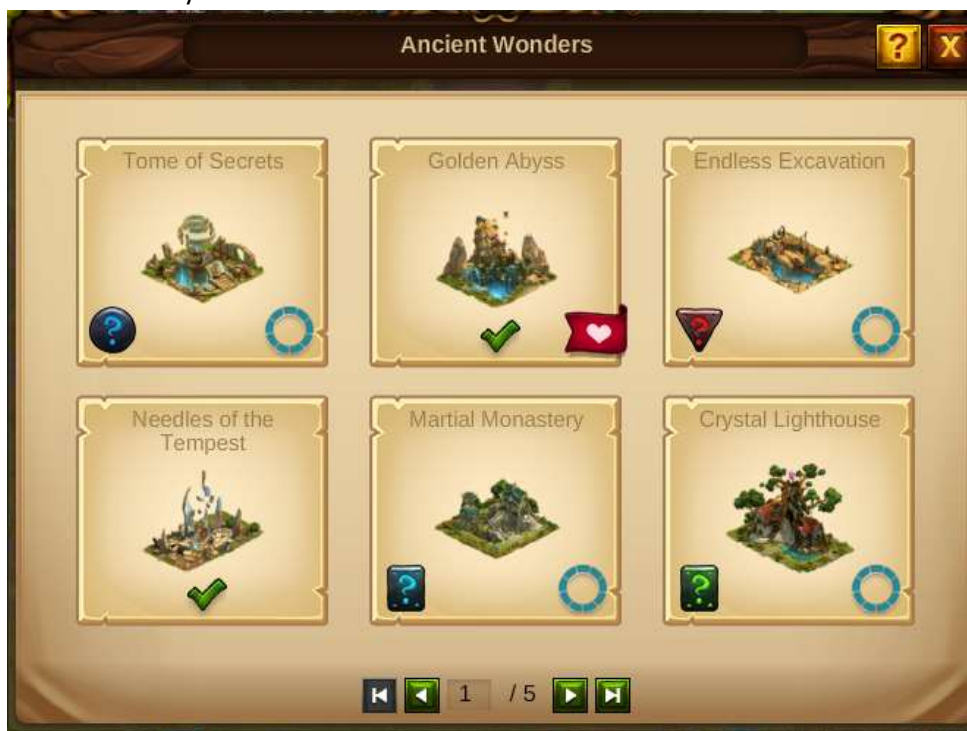 Ancient Wonders
?
X
Tome of Secrets
Golden Abyss
Endless Excavation
?
?
Needles of the
Tempest
Martial Monastery
Crystal Lighthouse
?
?
1 / 5